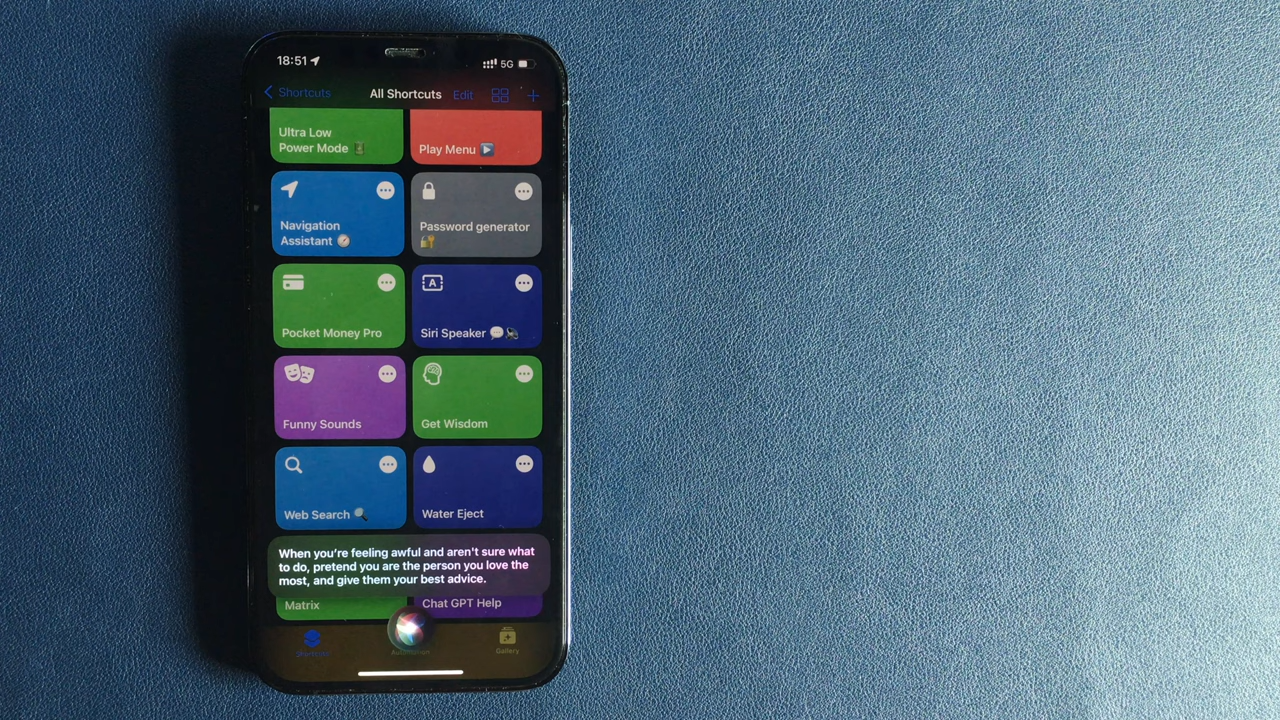 18:51
5G
Shortcuts
All Shortcuts
Edit
Ultra Low
Power Mode
Play Menu
Navigation
Assistant
Password generator
Pocket Money Pro
A
Siri Speaker
Funny Sounds
Get Wisdom
Web Search
Water Eject
When you're feeling awful and aren't sure what
to do, pretend you are the person you love the
most, and give them your best advice.
Matrix
Chat GPT Help
Shortcuts
Automation
Gallery